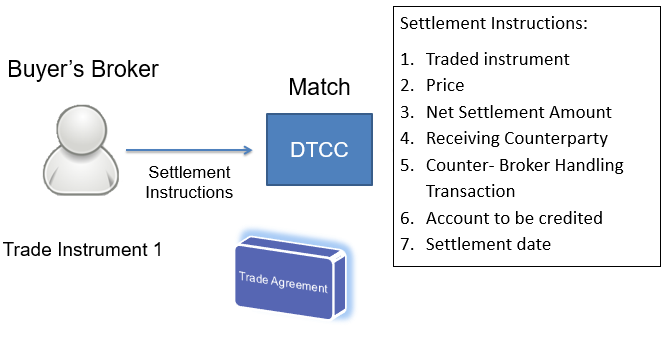 Buyer's Broker
Match
DTCC
Settlement
Instructions
Trade Instrument 1
Trade Agreement
Settlement Instructions:
1. Traded instrument
2. Price
3. Net Settlement Amount
4. Receiving Counterparty
5. Counter- Broker Handling
Transaction
6. Account to be credited
7. Settlement date